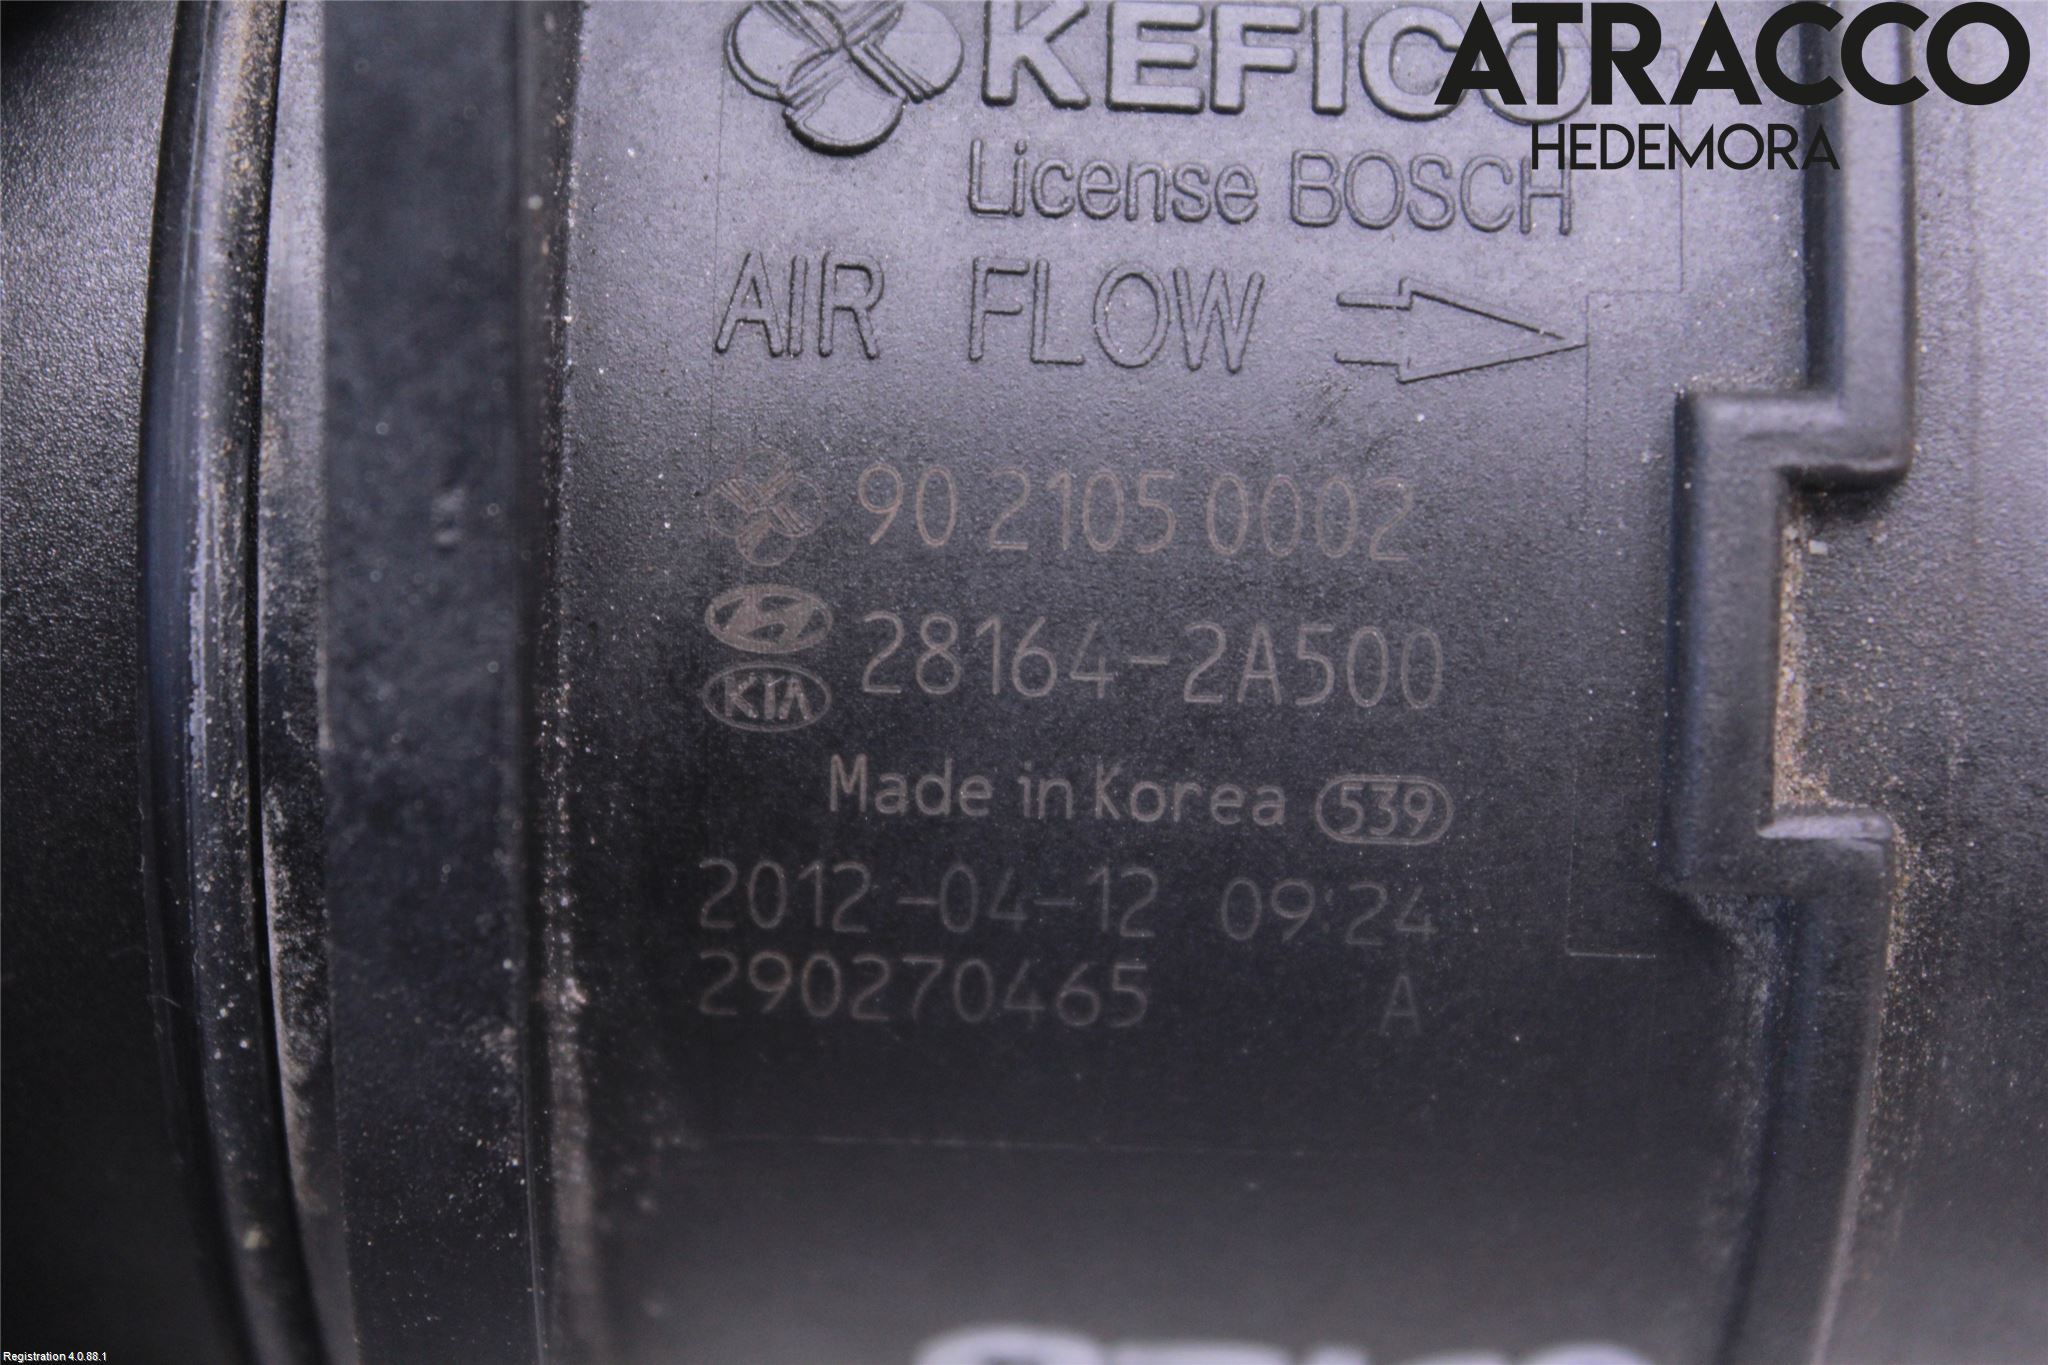 KEFICO
ATRACCO
HEDEMORA
License BOSCH
AIR FLOW
90 2105 0002
28164-2A500
KIA
Made in Korea 539
2012-04-12 09:24
290270465 A
Registration 4.0.88.1